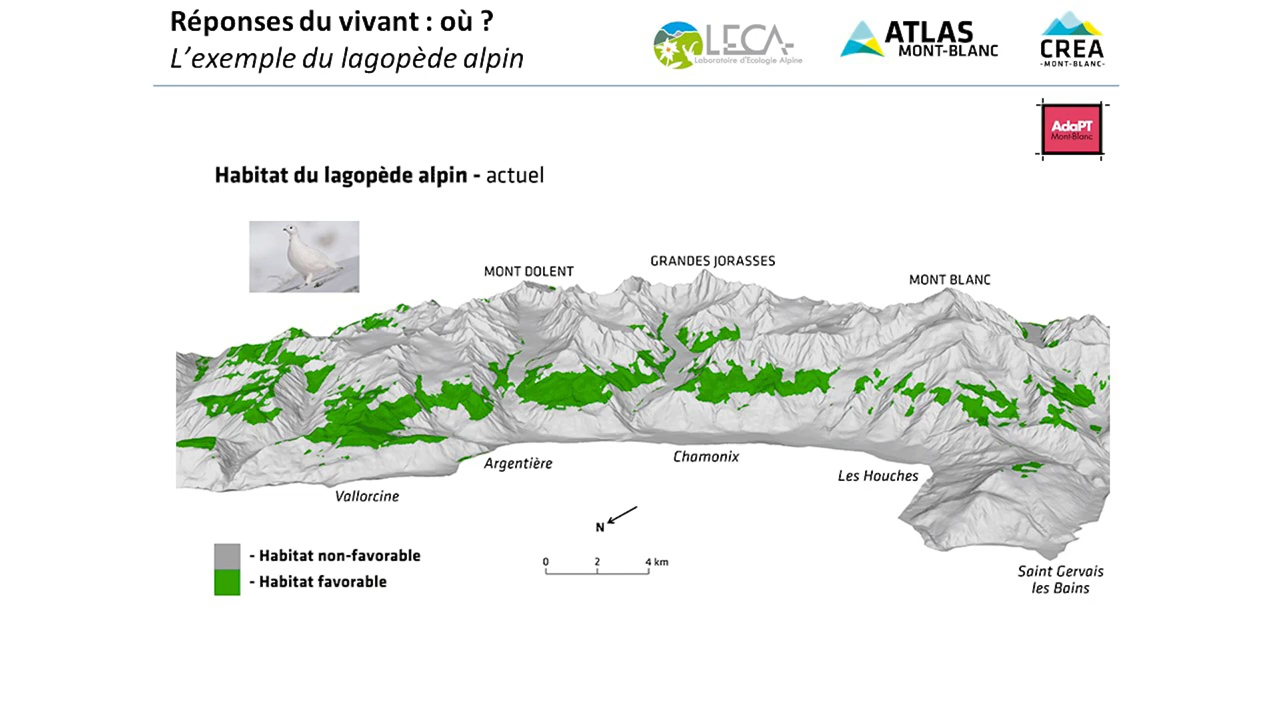 Réponses du vivant : où ?
L'exemple du lagopède alpin
LECA
Laboratoire d'Ecologie Alpine
ATLAS
MONT-BLANC
CREA
-MONT-BLANC-
AdaPT
Mont-Blanc
Habitat du lagopède alpin - actuel
MONT DOLENT
GRANDES JORASSES
MONT BLANC
Argentière
Chamonix
Les Houches
Vallorcine
N
0 2 4 km
- Habitat non-favorable
- Habitat favorable
Saint Gervais
les Bains